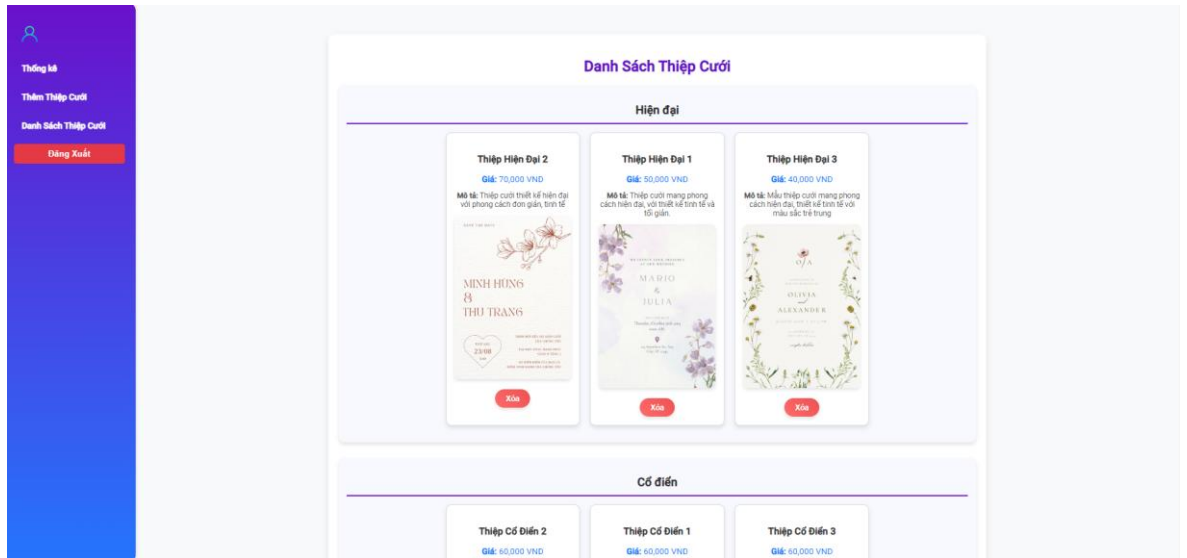 Thống kê
Thêm Thiệp Cưới
Danh Sách Thiệp Cưới
Đăng Xuất
Danh Sách Thiệp Cưới
Hiện đại
Thiệp Hiện Đại 2
Giá: 70,000 VND
Mô tả: Thiệp cưới thiết kế hiện đại
với phong cách đơn giản, tinh tế
MINH HÙNG
&
THU TRANG
23/08
Xóa
Thiệp Hiện Đại 1
Giá: 50,000 VND
Mô tả: Thiệp cưới mang phong
cách hiện đại, với thiết kế tinh tế và
tối giản.
MARIO
&
JULIA
Xóa
Thiệp Hiện Đại 3
Giá: 40,000 VND
Mô tả: Mẫu thiệp cưới mang phong
cách hiện đại, thiết kế tinh tế với
màu sắc trẻ trung
O/A
OLIVIA
and
ALEXANDER
Xóa
Cổ điển
Thiệp Cổ Điển 2
Giá: 60,000 VND
Thiệp Cổ Điển 1
Giá: 60,000 VND
Thiệp Cổ Điển 3
Giá: 60,000 VND